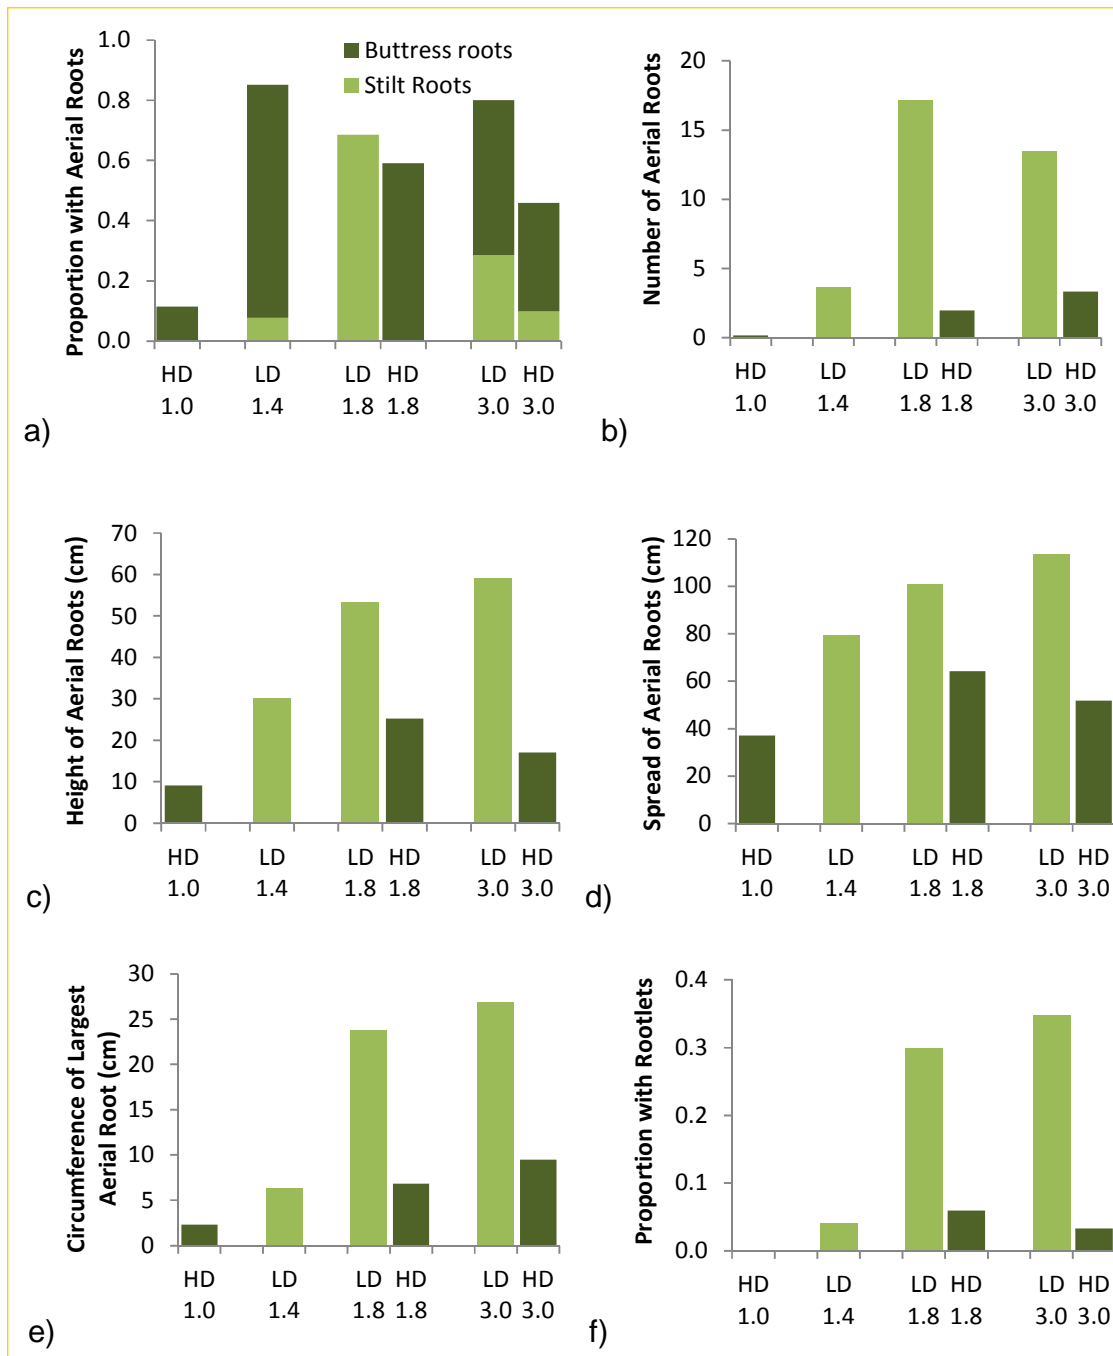 Buttress roots
Stilt Roots
Proportion with Aerial Roots
1.0
0.8
0.6
0.4
0.2
0.0
HD LD LD HD LD HD
1.0 1.4 1.8 1.8 3.0 3.0
a)
Number of Aerial Roots
20
15
10
5
0
HD LD LD HD LD HD
1.0 1.4 1.8 1.8 3.0 3.0
b)
Height of Aerial Roots (cm)
70
60
50
40
30
20
10
0
HD LD LD HD LD HD
1.0 1.4 1.8 1.8 3.0 3.0
c)
Spread of Aerial Roots (cm)
120
100
80
60
40
20
0
HD LD LD HD LD HD
1.0 1.4 1.8 1.8 3.0 3.0
d)
Circumference of Largest
Aerial Root (cm)
30
25
20
15
10
5
0
HD LD LD HD LD HD
1.0 1.4 1.8 1.8 3.0 3.0
e)
Proportion with Rootlets
0.4
0.3
0.2
0.1
0.0
HD LD LD HD LD HD
1.0 1.4 1.8 1.8 3.0 3.0
f)